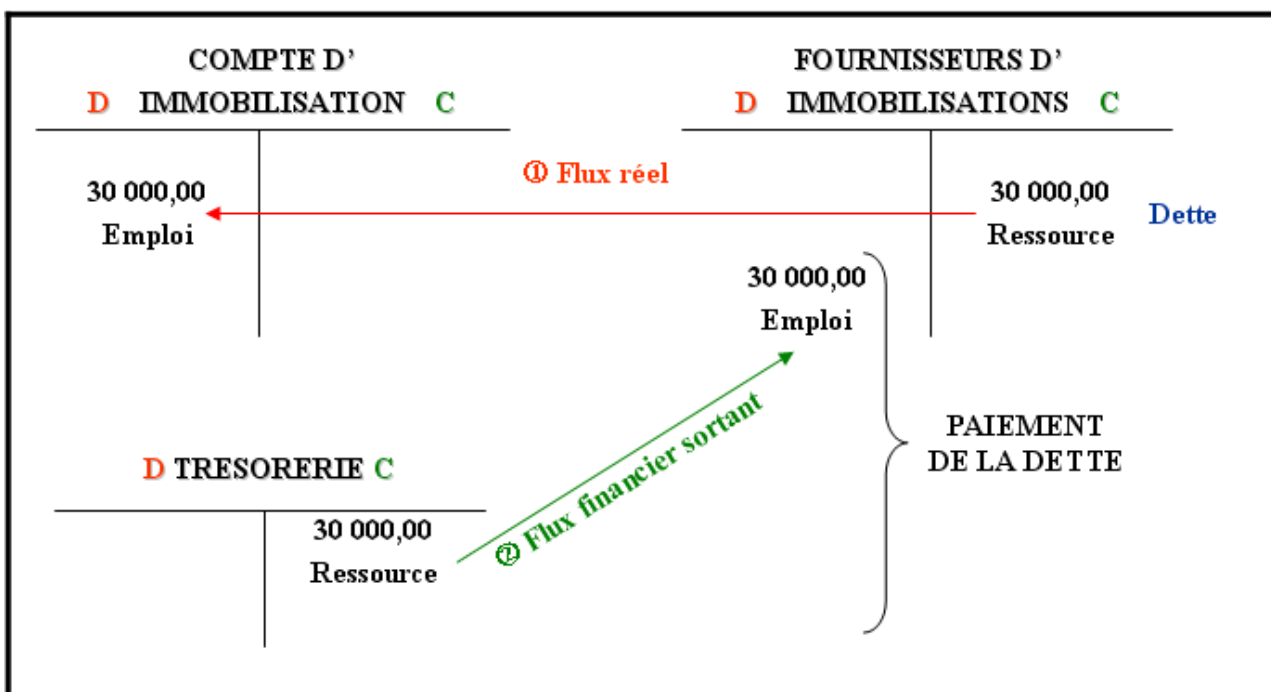 COMPTE D'
D IMMOBILISATION C
FOURNISSEURS D'
D IMMOBILISATIONS C
① Flux réel
30 000,00
Emploi
30 000,00
Ressource
Dette
30 000,00
Emploi
② Flux financier sortant
PAIEMENT
DE LA DETTE
D TRESORERIE C
30 000,00
Ressource